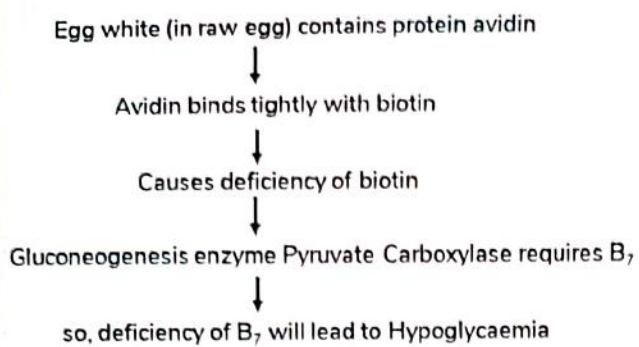 Egg white (in raw egg) contains protein avidin
Avidin binds tightly with biotin
Causes deficiency of biotin
Gluconeogenesis enzyme Pyruvate Carboxylase requires B₇
so, deficiency of B₇ will lead to Hypoglycaemia